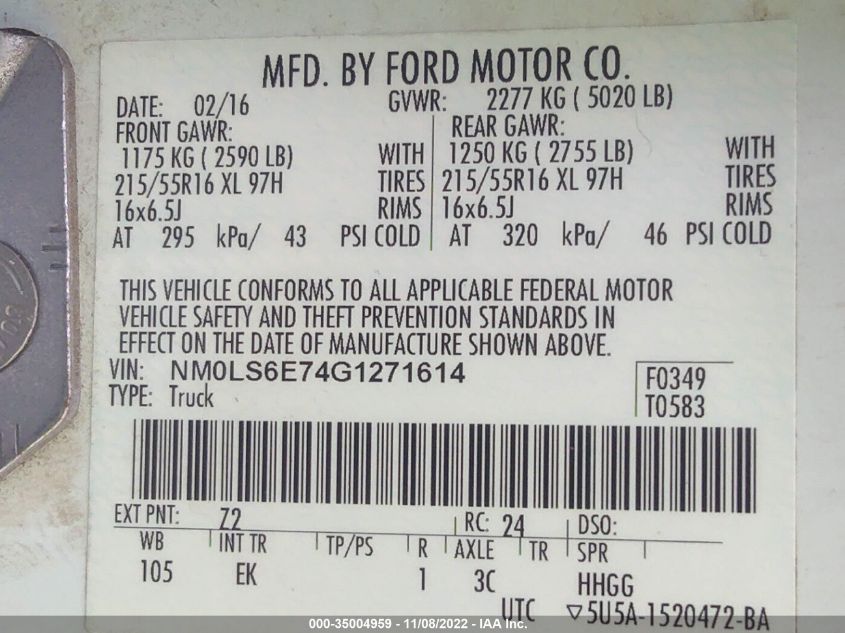 MFD. BY FORD MOTOR CO.
DATE: 02/16 GVWR: 2277 KG ( 5020 LB)
FRONT GAWR: REAR GAWR:
1175 KG ( 2590 LB) WITH 1250 KG ( 2755 LB) WITH
215/55R16 XL 97H TIRES 215/55R16 XL 97H TIRES
16x6.5J RIMS 16x6.5J RIMS
AT 295 kPa/ 43 PSI COLD AT 320 kPa/ 46 PSI COLD
THIS VEHICLE CONFORMS TO ALL APPLICABLE FEDERAL MOTOR
VEHICLE SAFETY AND THEFT PREVENTION STANDARDS IN
EFFECT ON THE DATE OF MANUFACTURE SHOWN ABOVE.
VIN: NM0LS6E74G1271614 F0349
TYPE: Truck T0583
EXT PNT: Z2 RC: 24 DSO:
WB INT TR TP/PS R AXLE TR SPR
105 EK 1 3C HHGG
UTC ▽5U5A-1520472-BA
000-35004959 - 11/08/2022 - IAA Inc.